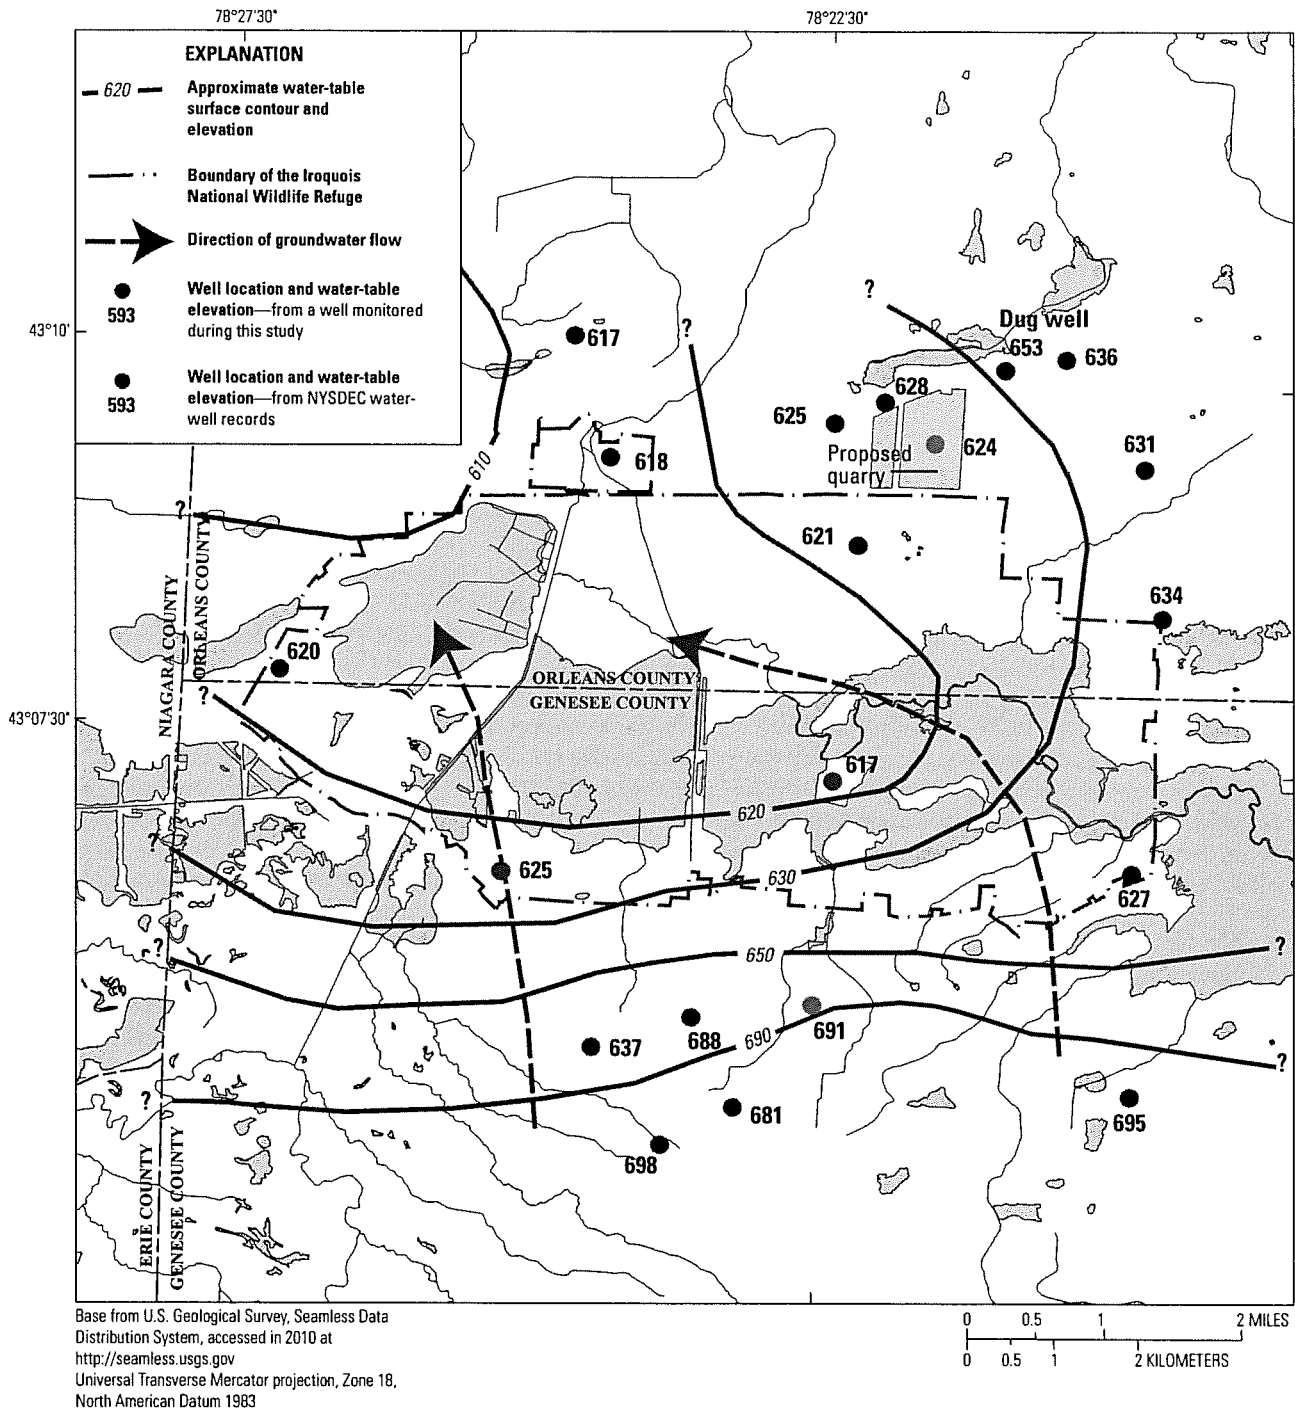 78°27'30"
78°22'30"
EXPLANATION
620
Approximate water-table
surface contour and
elevation
Boundary of the Iroquois
National Wildlife Refuge
Direction of groundwater flow
Well location and water-table
elevation—from a well monitored
during this study
593
Well location and water-table
elevation—from NYSDEC water-
well records
593
43°10'
?
?
617
Dug well
653
636
628
625
624
Proposed
quarry
631
618
610
?
621
NIAGARA COUNTY
ORLEANS COUNTY
634
620
ORLEANS COUNTY
GENESEE COUNTY
?
43°07'30"
617
620
?
625
630
627
?
650
?
691
688
637
690
?
?
681
695
698
ERIE COUNTY
GENESEE COUNTY
Base from U.S. Geological Survey, Seamless Data
Distribution System, accessed in 2010 at
http://seamless.usgs.gov
Universal Transverse Mercator projection, Zone 18,
North American Datum 1983
0 0.5 1 2 MILES
0 0.5 1 2 KILOMETERS